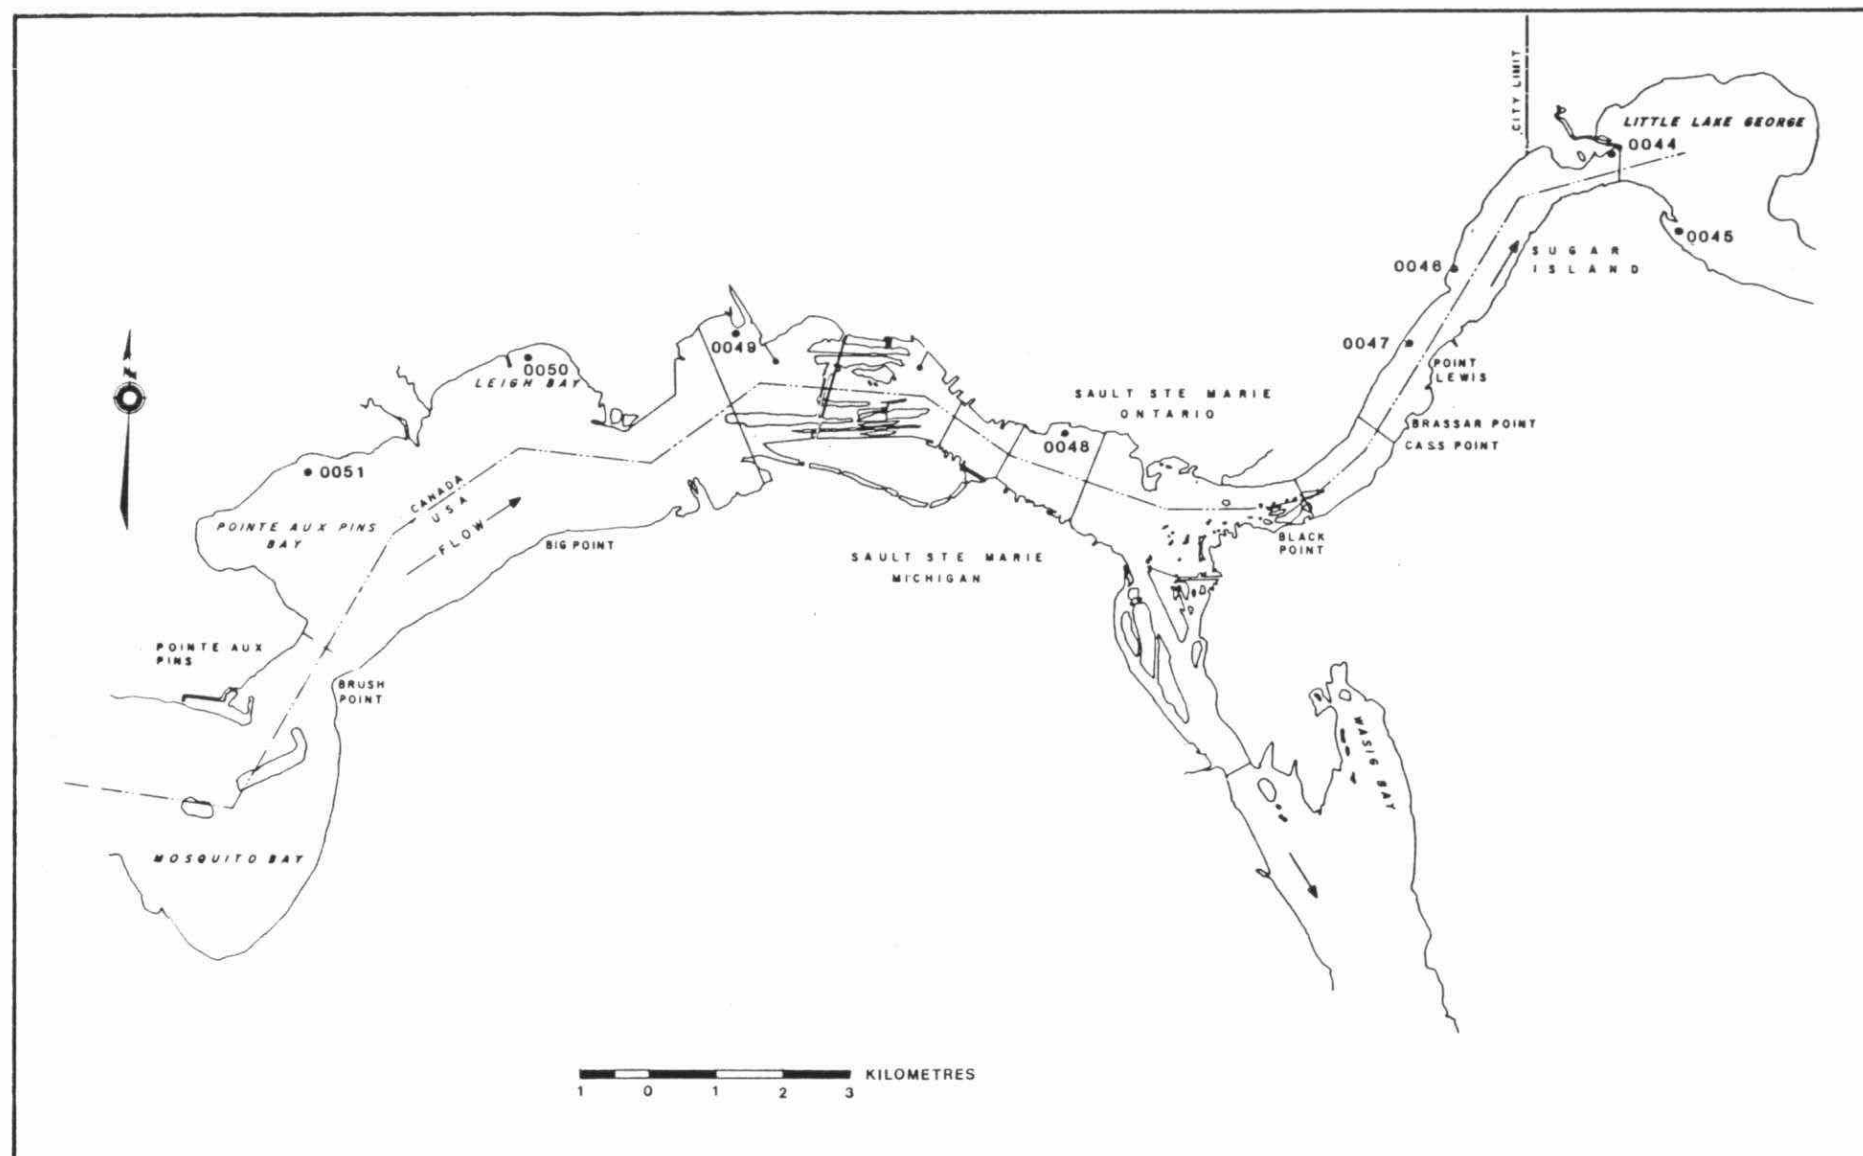 CITY LIMIT
LITTLE LAKE GEORGE
0044
0045
SUGAR
ISLAND
0046
0047
POINT
LEWIS
BRASSAR POINT
CASS POINT
N
0049
0050
LEIGH BAY
SAULT STE MARIE
ONTARIO
0048
0051
CANADA
USA
FLOW
POINTE AUX PINS
BAY
BIG POINT
BLACK
POINT
SAULT STE MARIE
MICHIGAN
POINTE AUX
PINS
BRUSH
POINT
WASIG BAY
MOSQUITO BAY
KILOMETRES
1 0 1 2 3